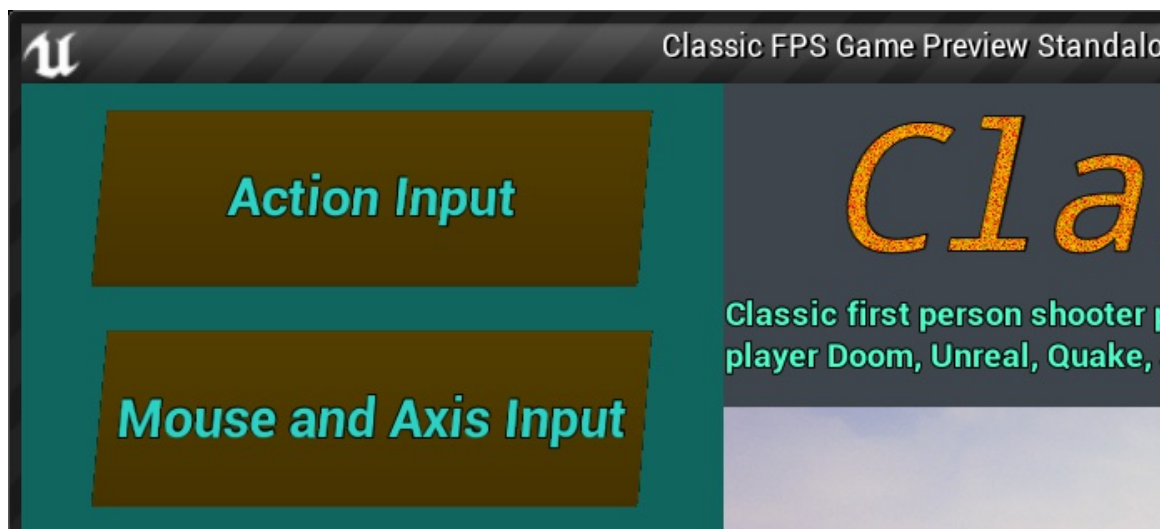 Classic FPS Game Preview Standalo
Action Input
Mouse and Axis Input
Cla
Classic first person shooter p
player Doom, Unreal, Quake,